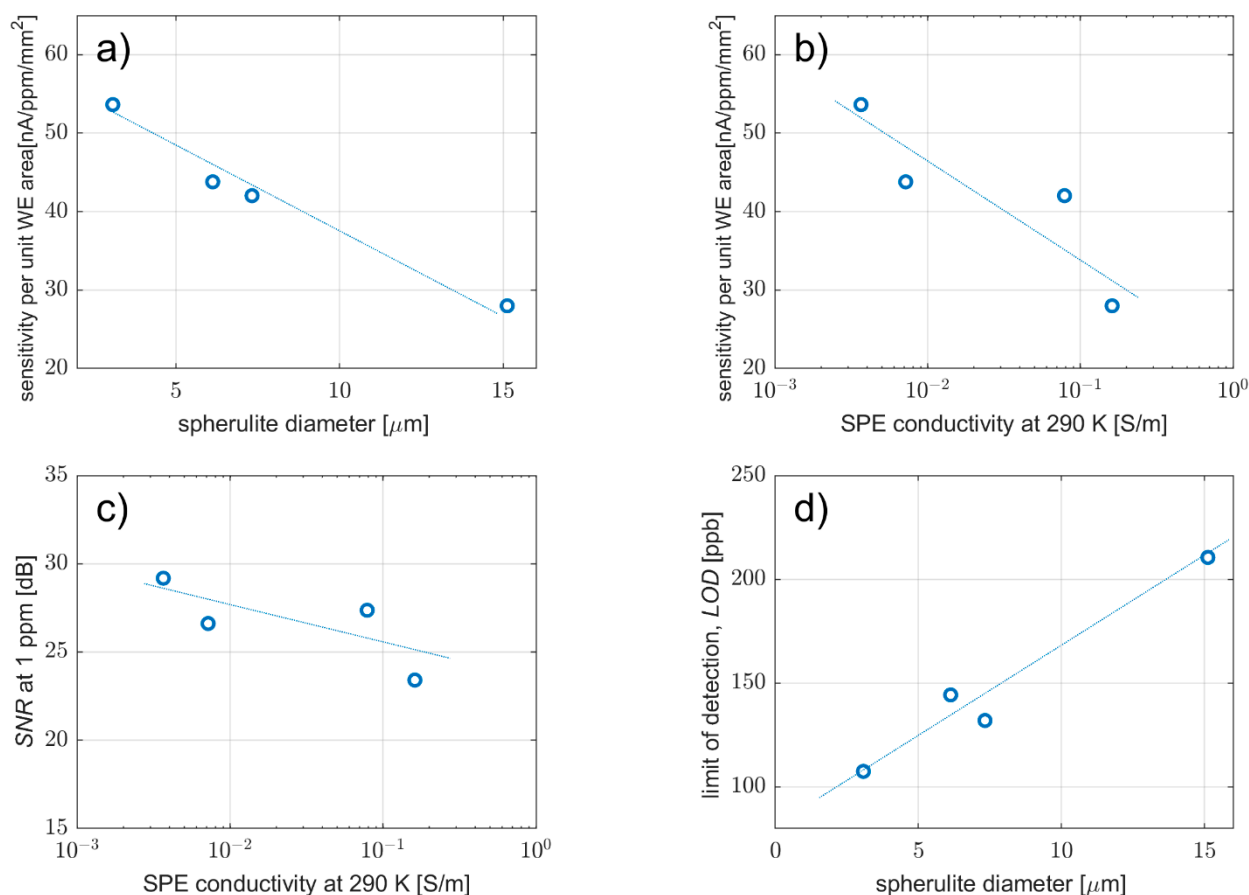 a)
sensitivity per unit WE area[nA/ppm/mm²]
60
50
40
30
20
5 10 15
spherulite diameter [μm]
b)
sensitivity per unit WE area[nA/ppm/mm²]
60
50
40
30
20
10⁻³ 10⁻² 10⁻¹ 10⁰
SPE conductivity at 290 K [S/m]
c)
SNR at 1 ppm [dB]
35
30
25
20
15
10⁻³ 10⁻² 10⁻¹ 10⁰
SPE conductivity at 290 K [S/m]
d)
limit of detection, LOD [ppb]
250
200
150
100
0 5 10 15
spherulite diameter [μm]